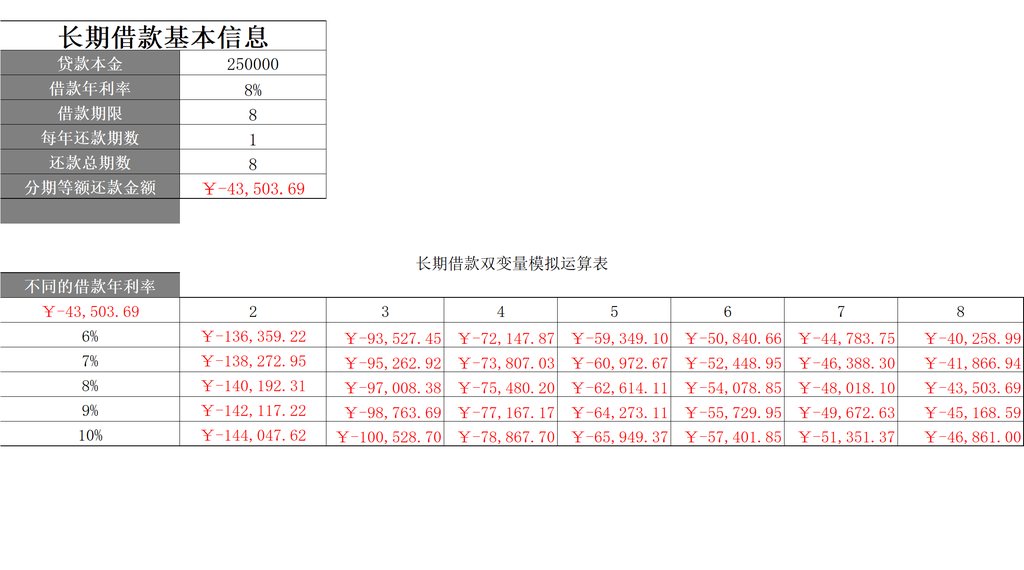 长期借款基本信息
贷款本金 250000
借款年利率 8%
借款期限 8
每年还款期数 1
还款总期数 8
分期等额还款金额 ￥-43,503.69
长期借款双变量模拟运算表
不同的借款年利率
￥-43,503.69 2 3 4 5 6 7 8
6% ￥-136,359.22 ￥-93,527.45 ￥-72,147.87 ￥-59,349.10 ￥-50,840.66 ￥-44,783.75 ￥-40,258.99
7% ￥-138,272.95 ￥-95,262.92 ￥-73,807.03 ￥-60,972.67 ￥-52,448.95 ￥-46,388.30 ￥-41,866.94
8% ￥-140,192.31 ￥-97,008.38 ￥-75,480.20 ￥-62,614.11 ￥-54,078.85 ￥-48,018.10 ￥-43,503.69
9% ￥-142,117.22 ￥-98,763.69 ￥-77,167.17 ￥-64,273.11 ￥-55,729.95 ￥-49,672.63 ￥-45,168.59
10% ￥-144,047.62 ￥-100,528.70 ￥-78,867.70 ￥-65,949.37 ￥-57,401.85 ￥-51,351.37 ￥-46,861.00